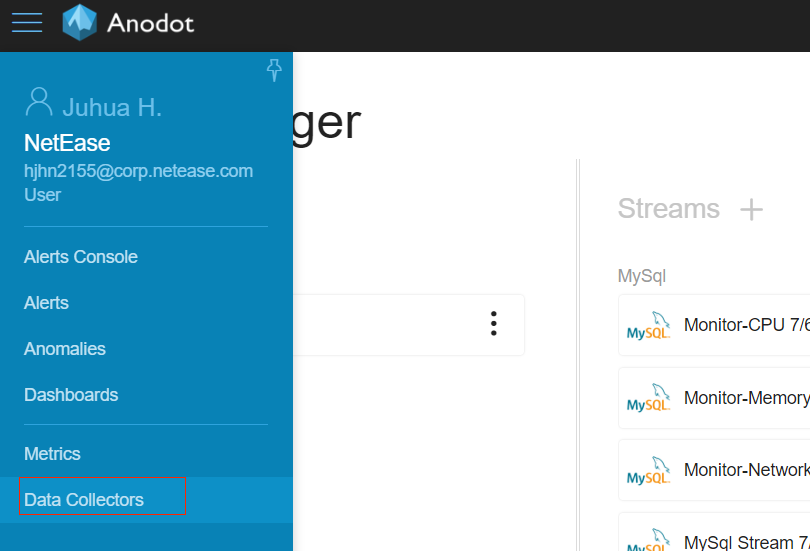 Anodot
Juhua H.
NetEase
hjhn2155@corp.netease.com
User
Alerts Console
Alerts
Anomalies
Dashboards
Metrics
Data Collectors
ger
Streams +
MySql
MySQL Monitor-CPU 7/6
MySQL Monitor-Memory
MySQL Monitor-Network
MySQL MySql Stream 7/